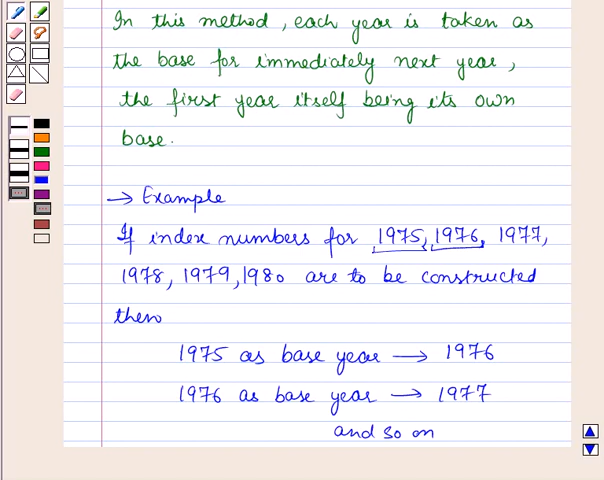 In this method, each year is taken as
the base for immediately next year,
the first year itself being its own
base.
→ Example
If index numbers for 1975, 1976, 1977,
1978, 1979, 1980 are to be constructed
then
1975 as base year → 1976
1976 as base year → 1977
and so on